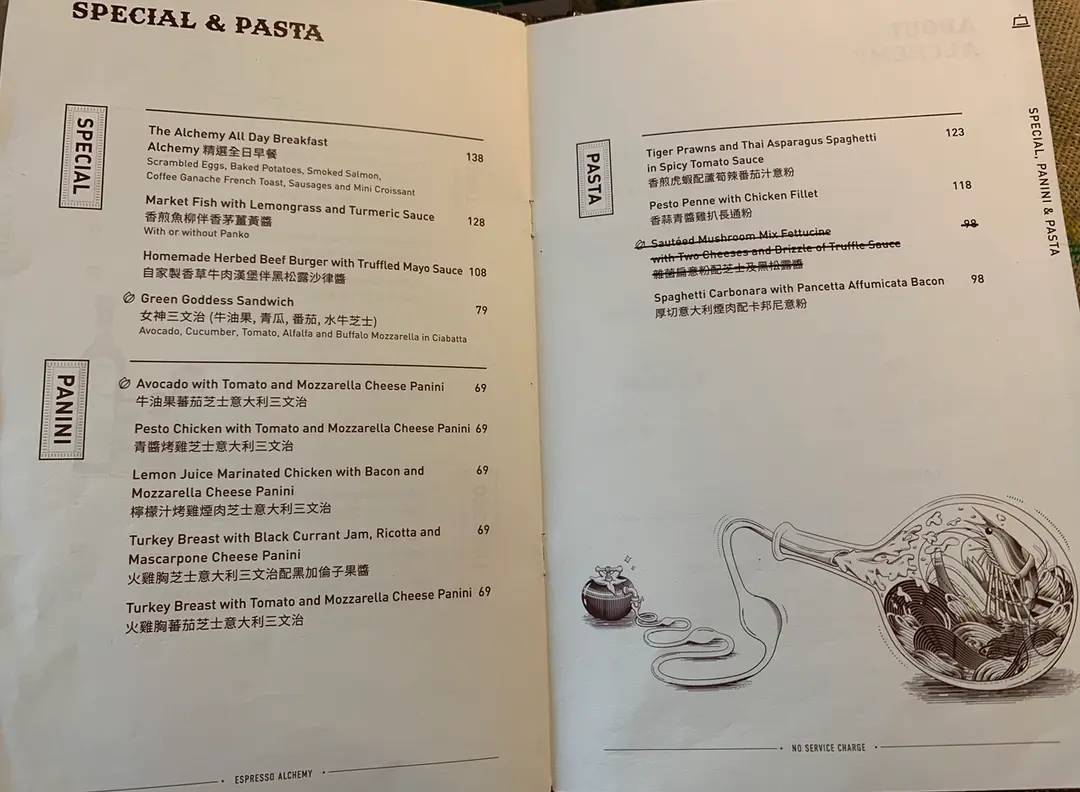 SPECIAL & PASTA
SPECIAL
The Alchemy All Day Breakfast
Alchemy 精選全日早餐 138
Scrambled Eggs, Baked Potatoes, Smoked Salmon,
Coffee Ganache French Toast, Sausages and Mini Croissant
Market Fish with Lemongrass and Turmeric Sauce 128
香煎魚柳伴香茅薑黃醬
With or without Panko
Homemade Herbed Beef Burger with Truffled Mayo Sauce 108
自家製香草牛肉漢堡伴黑松露沙律醬
Green Goddess Sandwich 79
女神三文治 (牛油果, 青瓜, 番茄, 水牛芝士)
Avocado, Cucumber, Tomato, Alfalfa and Buffalo Mozzarella in Ciabatta
PANINI
Avocado with Tomato and Mozzarella Cheese Panini 69
牛油果蕃茄芝士意大利三文治
Pesto Chicken with Tomato and Mozzarella Cheese Panini 69
青醬烤雞芝士意大利三文治
Lemon Juice Marinated Chicken with Bacon and 69
Mozzarella Cheese Panini
檸檬汁烤雞煙肉芝士意大利三文治
Turkey Breast with Black Currant Jam, Ricotta and 69
Mascarpone Cheese Panini
火雞胸芝士意大利三文治配黑加倫子果醬
Turkey Breast with Tomato and Mozzarella Cheese Panini 69
火雞胸蕃茄芝士意大利三文治
ESPRESSO ALCHEMY
SPECIAL, PANINI & PASTA
PASTA
Tiger Prawns and Thai Asparagus Spaghetti 123
in Spicy Tomato Sauce
香煎虎蝦配蘆筍辣番茄汁意粉
Pesto Penne with Chicken Fillet 118
香蒜青醬雞扒長通粉
Sautéed Mushroom Mix Fettucine 98
with Two Cheeses and Drizzle of Truffle Sauce
雜菌扁意粉配芝士及黑松露醬
Spaghetti Carbonara with Pancetta Affumicata Bacon 98
厚切意大利煙肉配卡邦尼意粉
NO SERVICE CHARGE